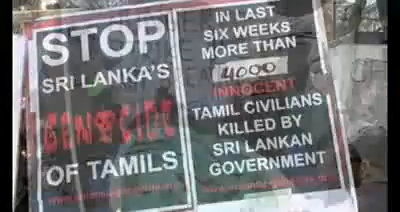 STOP
SRI LANKA'S
GENOCIDE
OF TAMILS
IN LAST
SIX WEEKS
MORE THAN
4000
INNOCENT
TAMIL CIVILIANS
KILLED BY
SRI LANKAN
GOVERNMENT